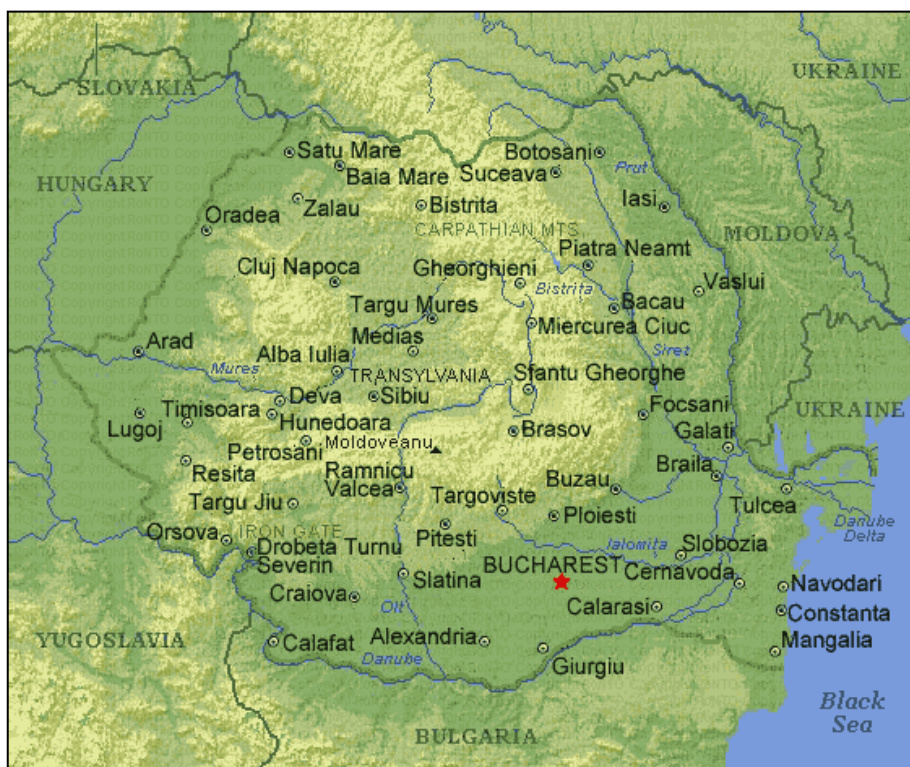 SLOVAKIA
UKRAINE
Satu Mare
Botosani
Baia Mare
Suceava
Prut
HUNGARY
Zalau
Bistrita
Iasi
Oradea
CARPATHIAN MTS.
MOLDOVA
Piatra Neamt
Cluj Napoca
Gheorghieni
Vaslui
Bistrita
Targu Mures
Bacau
Miercurea Ciuc
Arad
Medias
Siret
Alba Iulia
Mures
TRANSYLVANIA
Sfantu Gheorghe
Deva
Sibiu
Timisoara
Focsani
UKRAINE
Lugoj
Hunedoara
Brasov
Galati
Petrosani
Moldoveanu
Resita
Ramnicu
Valcea
Buzau
Braila
Targu Jiu
Targoviste
Tulcea
Ploiesti
Danube
Delta
Orsova
IRON GATE
Pitesti
Ialomita
Slobozia
Drobeta Turnu
Severin
BUCHAREST
Cernavoda
Slatina
Navodari
Craiova
Olt
Calarasi
Constanta
YUGOSLAVIA
Calafat
Alexandria
Mangalia
Danube
Giurgiu
Black
Sea
BULGARIA